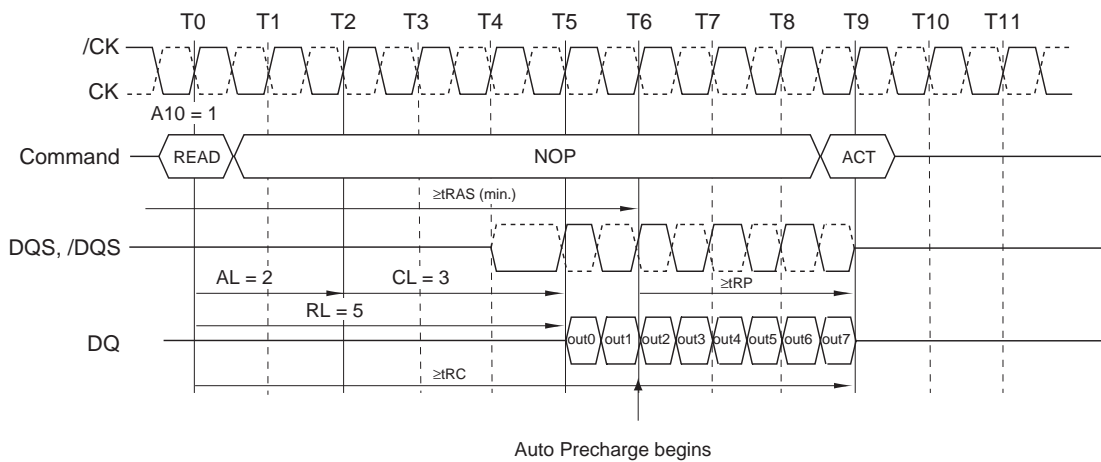 T0 T1 T2 T3 T4 T5 T6 T7 T8 T9 T10 T11
/CK
CK
A10 = 1
Command READ NOP ACT
≥tRAS (min.)
DQS, /DQS
AL = 2 CL = 3 ≥tRP
RL = 5
DQ out0 out1 out2 out3 out4 out5 out6 out7
≥tRC
Auto Precharge begins